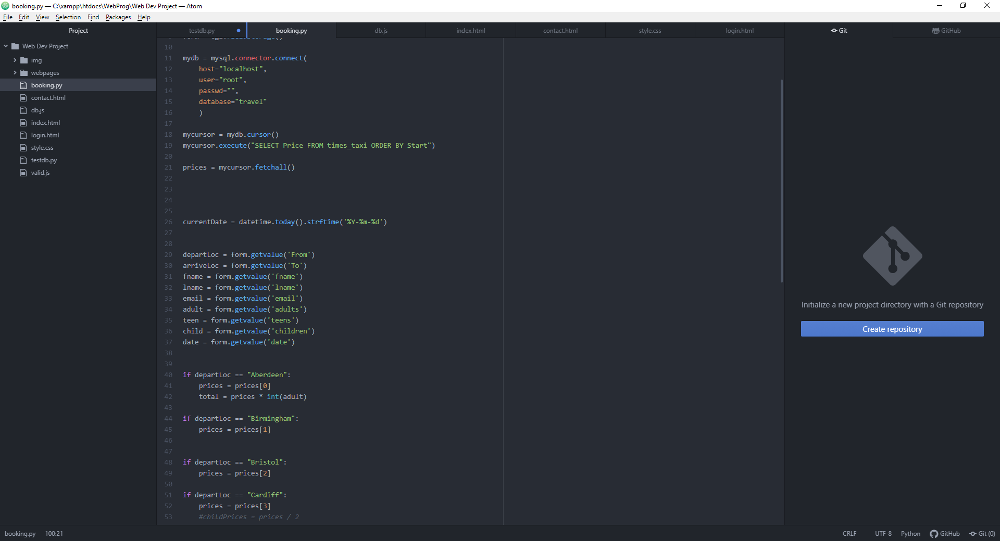 booking.py — C:\xampp\htdocs\WebProg\Web Dev Project — Atom
File Edit View Selection Find Packages Help
Project
testdb.py
booking.py
db.js
index.html
contact.html
style.css
login.html
Git
GitHub
Web Dev Project
img
webpages
booking.py
contact.html
db.js
index.html
login.html
style.css
testdb.py
valid.js
10
11 mydb = mysql.connector.connect(
12     host="localhost",
13     user="root",
14     passwd="",
15     database="travel"
16     )
17
18 mycursor = mydb.cursor()
19 mycursor.execute("SELECT Price FROM times_taxi ORDER BY Start")
20
21 prices = mycursor.fetchall()
22
23
24
25
26 currentDate = datetime.today().strftime('%Y-%m-%d')
27
28
29 departLoc = form.getvalue('From')
30 arriveLoc = form.getvalue('To')
31 fname = form.getvalue('fname')
32 lname = form.getvalue('lname')
33 email = form.getvalue('email')
34 adult = form.getvalue('adults')
35 teen = form.getvalue('teens')
36 child = form.getvalue('children')
37 date = form.getvalue('date')
38
39
40 if departLoc == "Aberdeen":
41     prices = prices[0]
42     total = prices * int(adult)
43
44 if departLoc == "Birmingham":
45     prices = prices[1]
46
47
48 if departLoc == "Bristol":
49     prices = prices[2]
50
51 if departLoc == "Cardiff":
52     prices = prices[3]
53     #childPrices = prices / 2
Initialize a new project directory with a Git repository
Create repository
booking.py 100:21
CRLF UTF-8 Python GitHub Git (0)